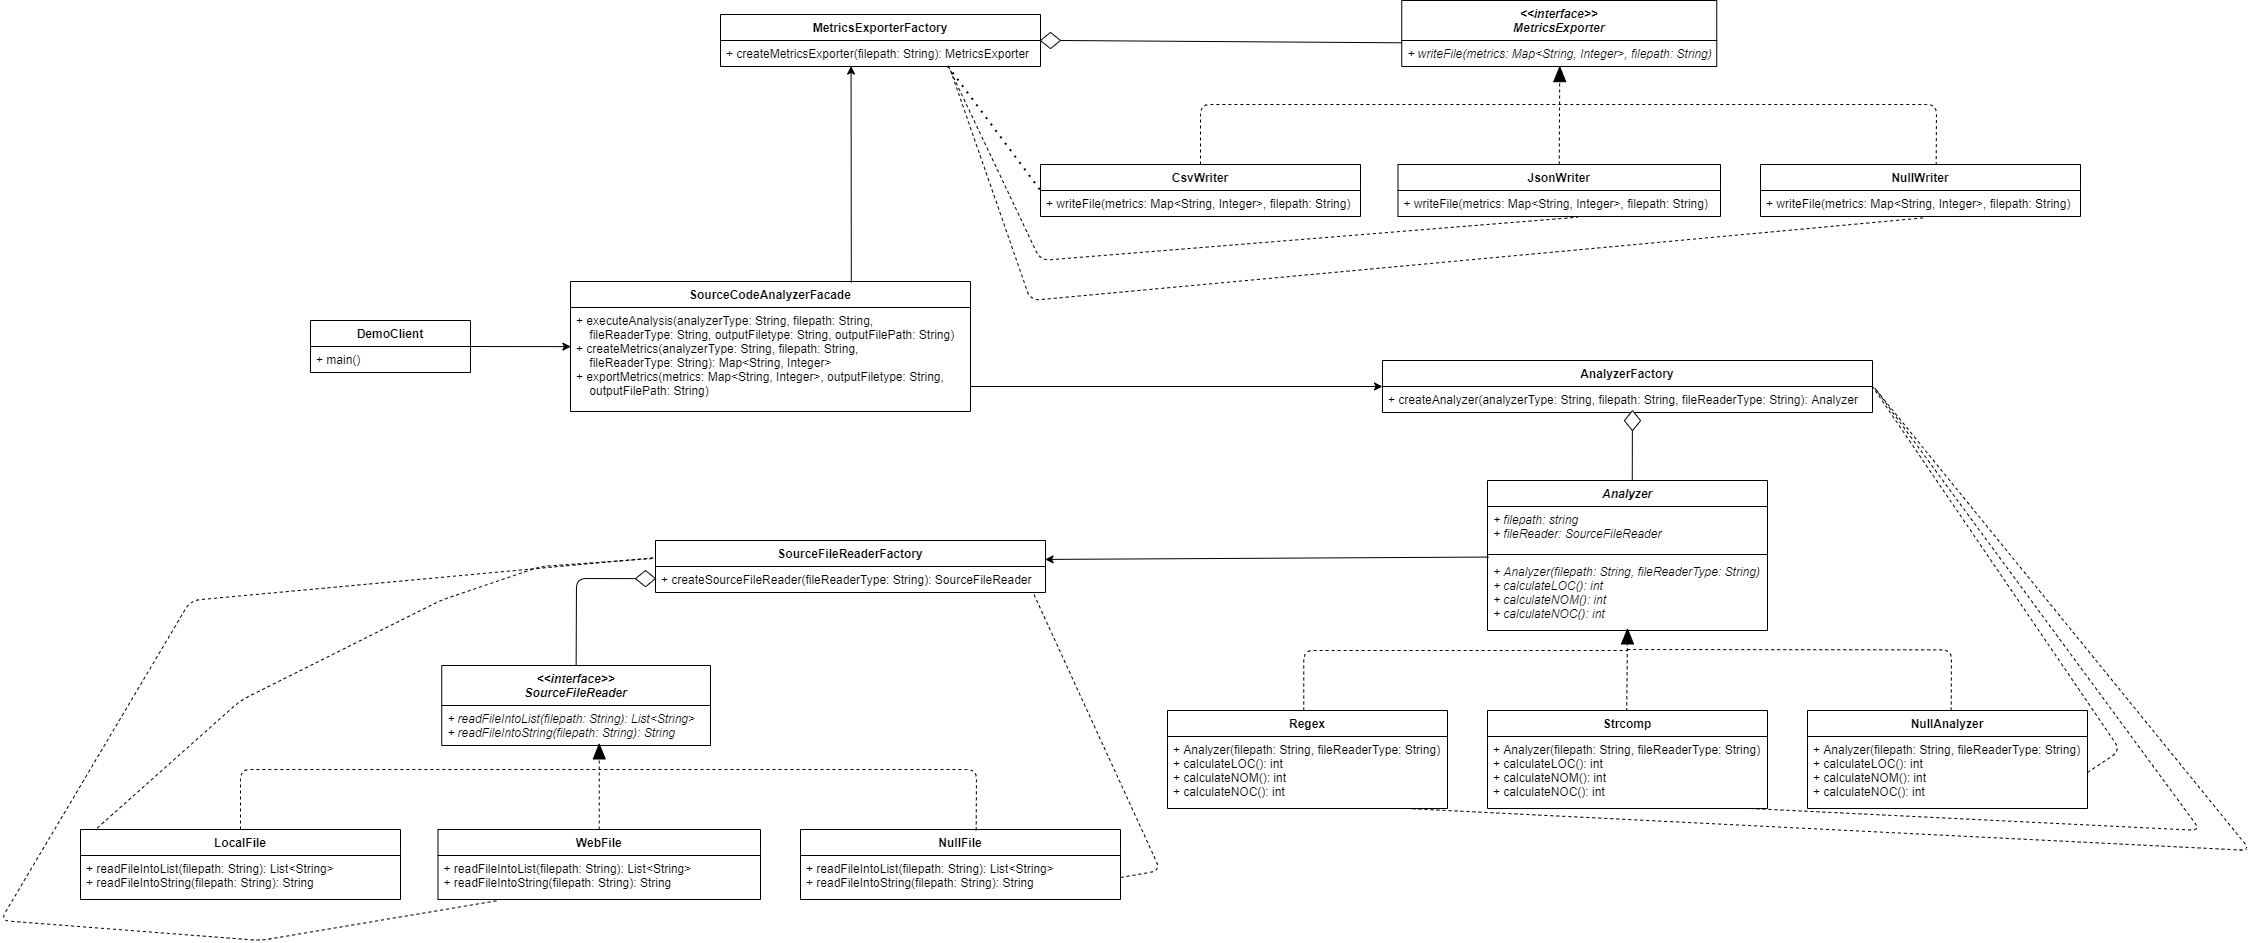 MetricsExporterFactory
+ createMetricsExporter(filepath: String): MetricsExporter
<<interface>>
MetricsExporter
+ writeFile(metrics: Map<String, Integer>, filepath: String)
CsvWriter
+ writeFile(metrics: Map<String, Integer>, filepath: String)
JsonWriter
+ writeFile(metrics: Map<String, Integer>, filepath: String)
NullWriter
+ writeFile(metrics: Map<String, Integer>, filepath: String)
DemoClient
+ main()
SourceCodeAnalyzerFacade
+ executeAnalysis(analyzerType: String, filepath: String,
fileReaderType: String, outputFiletype: String, outputFilePath: String)
+ createMetrics(analyzerType: String, filepath: String,
fileReaderType: String): Map<String, Integer>
+ exportMetrics(metrics: Map<String, Integer>, outputFiletype: String,
outputFilePath: String)
AnalyzerFactory
+ createAnalyzer(analyzerType: String, filepath: String, fileReaderType: String): Analyzer
Analyzer
+ filepath: string
+ fileReader: SourceFileReader
+ Analyzer(filepath: String, fileReaderType: String)
+ calculateLOC(): int
+ calculateNOM(): int
+ calculateNOC(): int
SourceFileReaderFactory
+ createSourceFileReader(fileReaderType: String): SourceFileReader
<<interface>>
SourceFileReader
+ readFileIntoList(filepath: String): List<String>
+ readFileIntoString(filepath: String): String
Regex
+ Analyzer(filepath: String, fileReaderType: String)
+ calculateLOC(): int
+ calculateNOM(): int
+ calculateNOC(): int
Strcomp
+ Analyzer(filepath: String, fileReaderType: String)
+ calculateLOC(): int
+ calculateNOM(): int
+ calculateNOC(): int
NullAnalyzer
+ Analyzer(filepath: String, fileReaderType: String)
+ calculateLOC(): int
+ calculateNOM(): int
+ calculateNOC(): int
LocalFile
+ readFileIntoList(filepath: String): List<String>
+ readFileIntoString(filepath: String): String
WebFile
+ readFileIntoList(filepath: String): List<String>
+ readFileIntoString(filepath: String): String
NullFile
+ readFileIntoList(filepath: String): List<String>
+ readFileIntoString(filepath: String): String